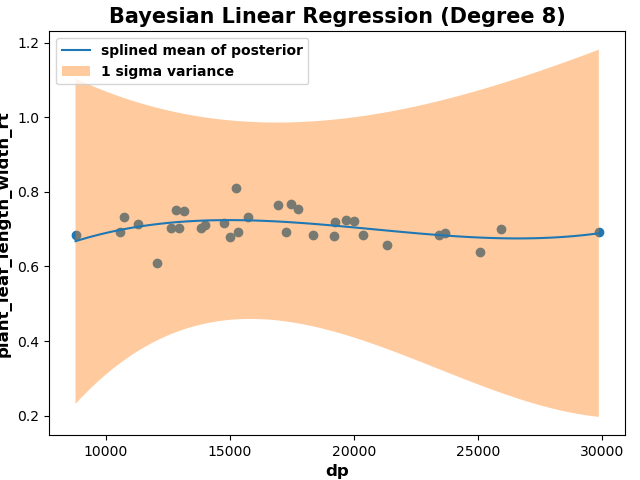 Bayesian Linear Regression (Degree 8)
splined mean of posterior
1 sigma variance
plant_leaf_length_width_rt
1.2
1.0
0.8
0.6
0.4
0.2
10000 15000 20000 25000 30000
dp